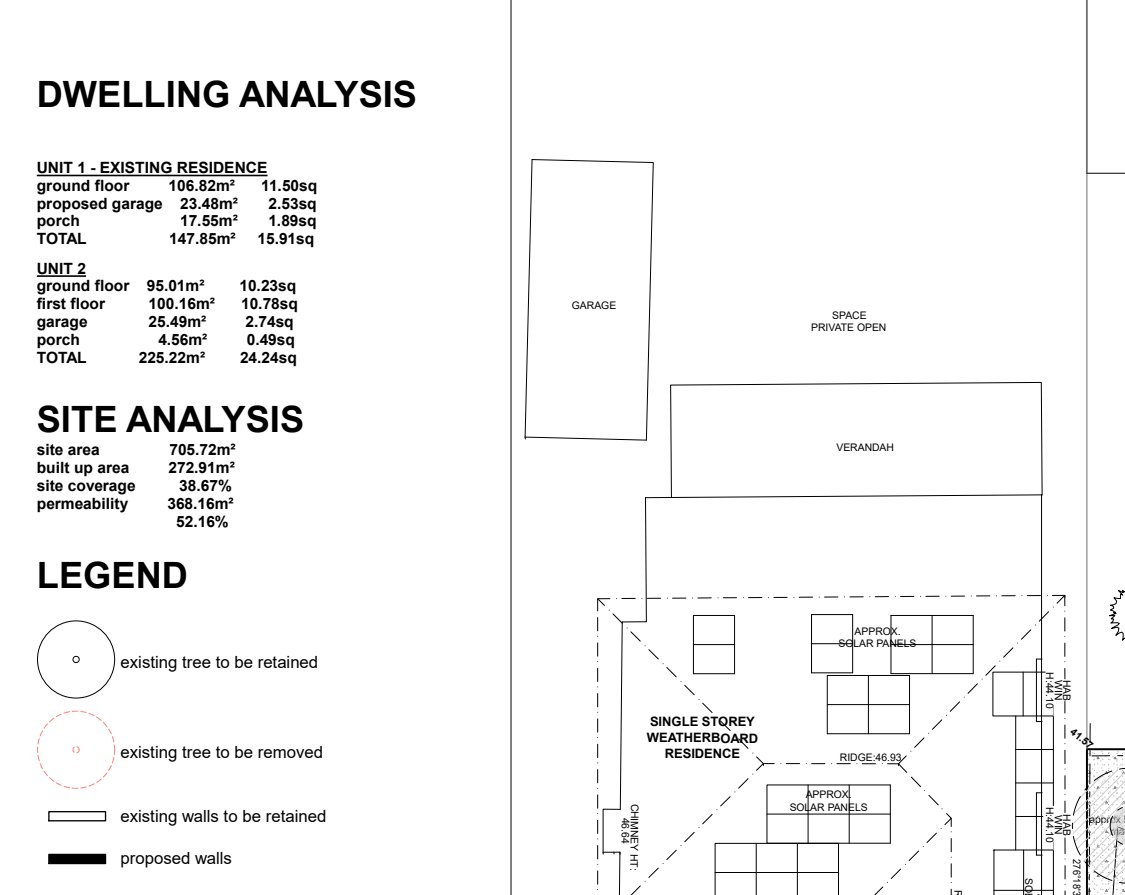 DWELLING ANALYSIS
UNIT 1 - EXISTING RESIDENCE
ground floor 106.82m² 11.50sq
proposed garage 23.48m² 2.53sq
porch 17.55m² 1.89sq
TOTAL 147.85m² 15.91sq
UNIT 2
ground floor 95.01m² 10.23sq
first floor 100.16m² 10.78sq
garage 25.49m² 2.74sq
porch 4.56m² 0.49sq
TOTAL 225.22m² 24.24sq
SITE ANALYSIS
site area 705.72m²
built up area 272.91m²
site coverage 38.67%
permeability 368.16m²
52.16%
LEGEND
existing tree to be retained
existing tree to be removed
existing walls to be retained
proposed walls
GARAGE
SPACE
PRIVATE OPEN
VERANDAH
APPROX.
SOLAR PANELS
SINGLE STOREY
WEATHERBOARD
RESIDENCE
RIDGE:46.93
APPROX.
SOLAR PANELS
CHIMNEY HT:
46.64
HAB
WIN
H:44.10
41.57
HAB
WIN
H:44.10